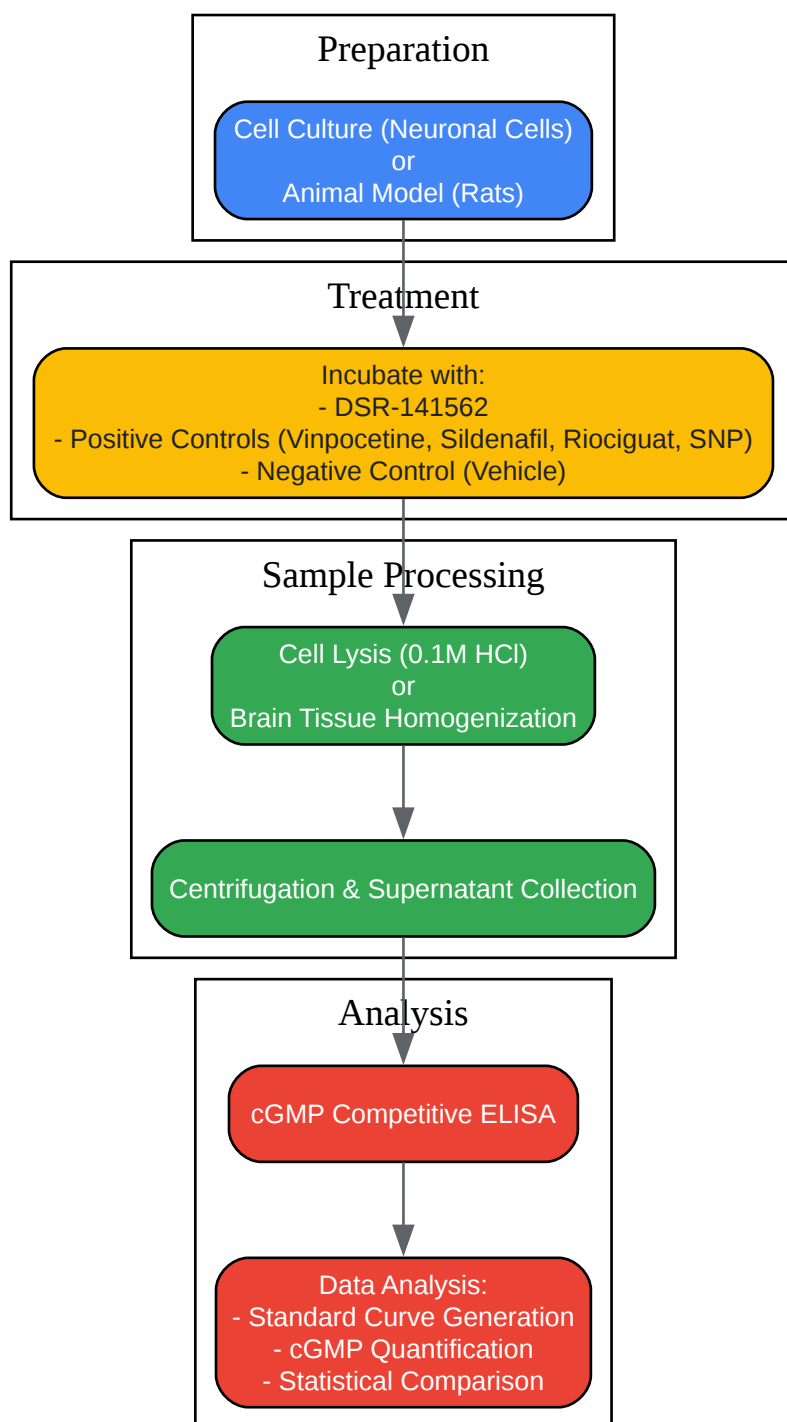 Preparation
Cell Culture (Neuronal Cells)
or
Animal Model (Rats)
Treatment
Incubate with:
- DSR-141562
- Positive Controls (Vinpocetine, Sildenafil, Riociguat, SNP)
- Negative Control (Vehicle)
Sample Processing
Cell Lysis (0.1M HCl)
or
Brain Tissue Homogenization
Centrifugation & Supernatant Collection
Analysis
cGMP Competitive ELISA
Data Analysis:
- Standard Curve Generation
- cGMP Quantification
- Statistical Comparison